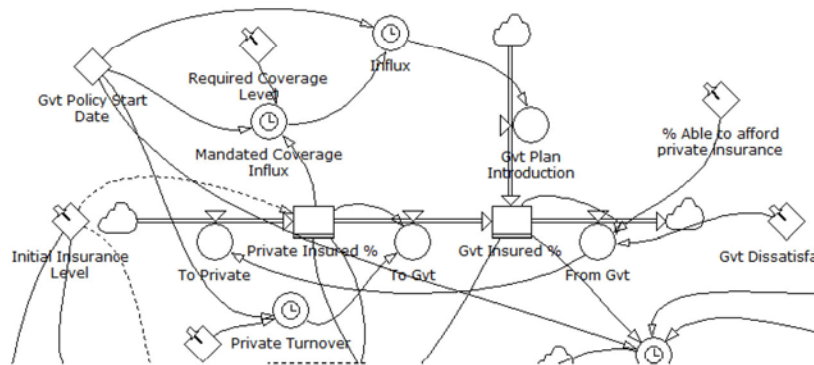 Influx
Required Coverage
Level
Gvt Policy Start
Date
% Able to afford
private insurance
Mandated Coverage
Influx
Gvt Plan
Introduction
Initial Insurance
Level
Private Insured %
Gvt Insured %
Gvt Dissatisfa
To Private
To Gvt
From Gvt
Private Turnover